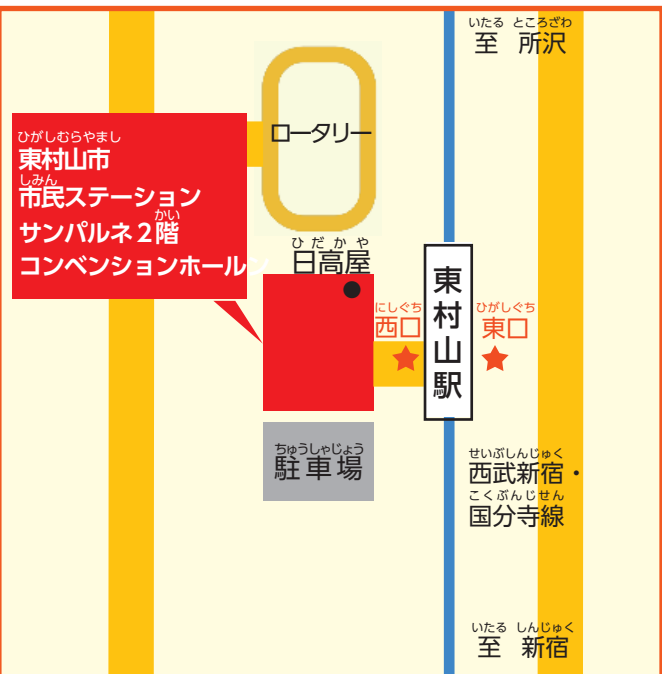 いたる ところざわ
至 所沢
ロータリー
ひがしむらやまし
東村山市
しみん
市民ステーション
かい
サンパルネ２階
コンベンションホール
ひだかや
日高屋
にしぐち
西口
東村山駅
ひがしぐち
東口
ちゅうしゃじょう
駐車場
せいぶしんじゅく
西武新宿・
こくぶんじせん
国分寺線
いたる しんじゅく
至 新宿